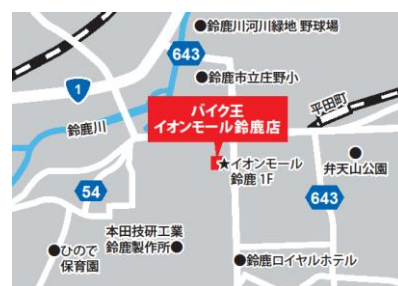 ●鈴鹿川河川緑地 野球場
643
●鈴鹿市立庄野小
1
バイク王
イオンモール鈴鹿店
平田町
鈴鹿川
★イオンモール
鈴鹿 1F
弁天山公園
54
643
本田技研工業
鈴鹿製作所●
●ひので
保育園
●鈴鹿ロイヤルホテル